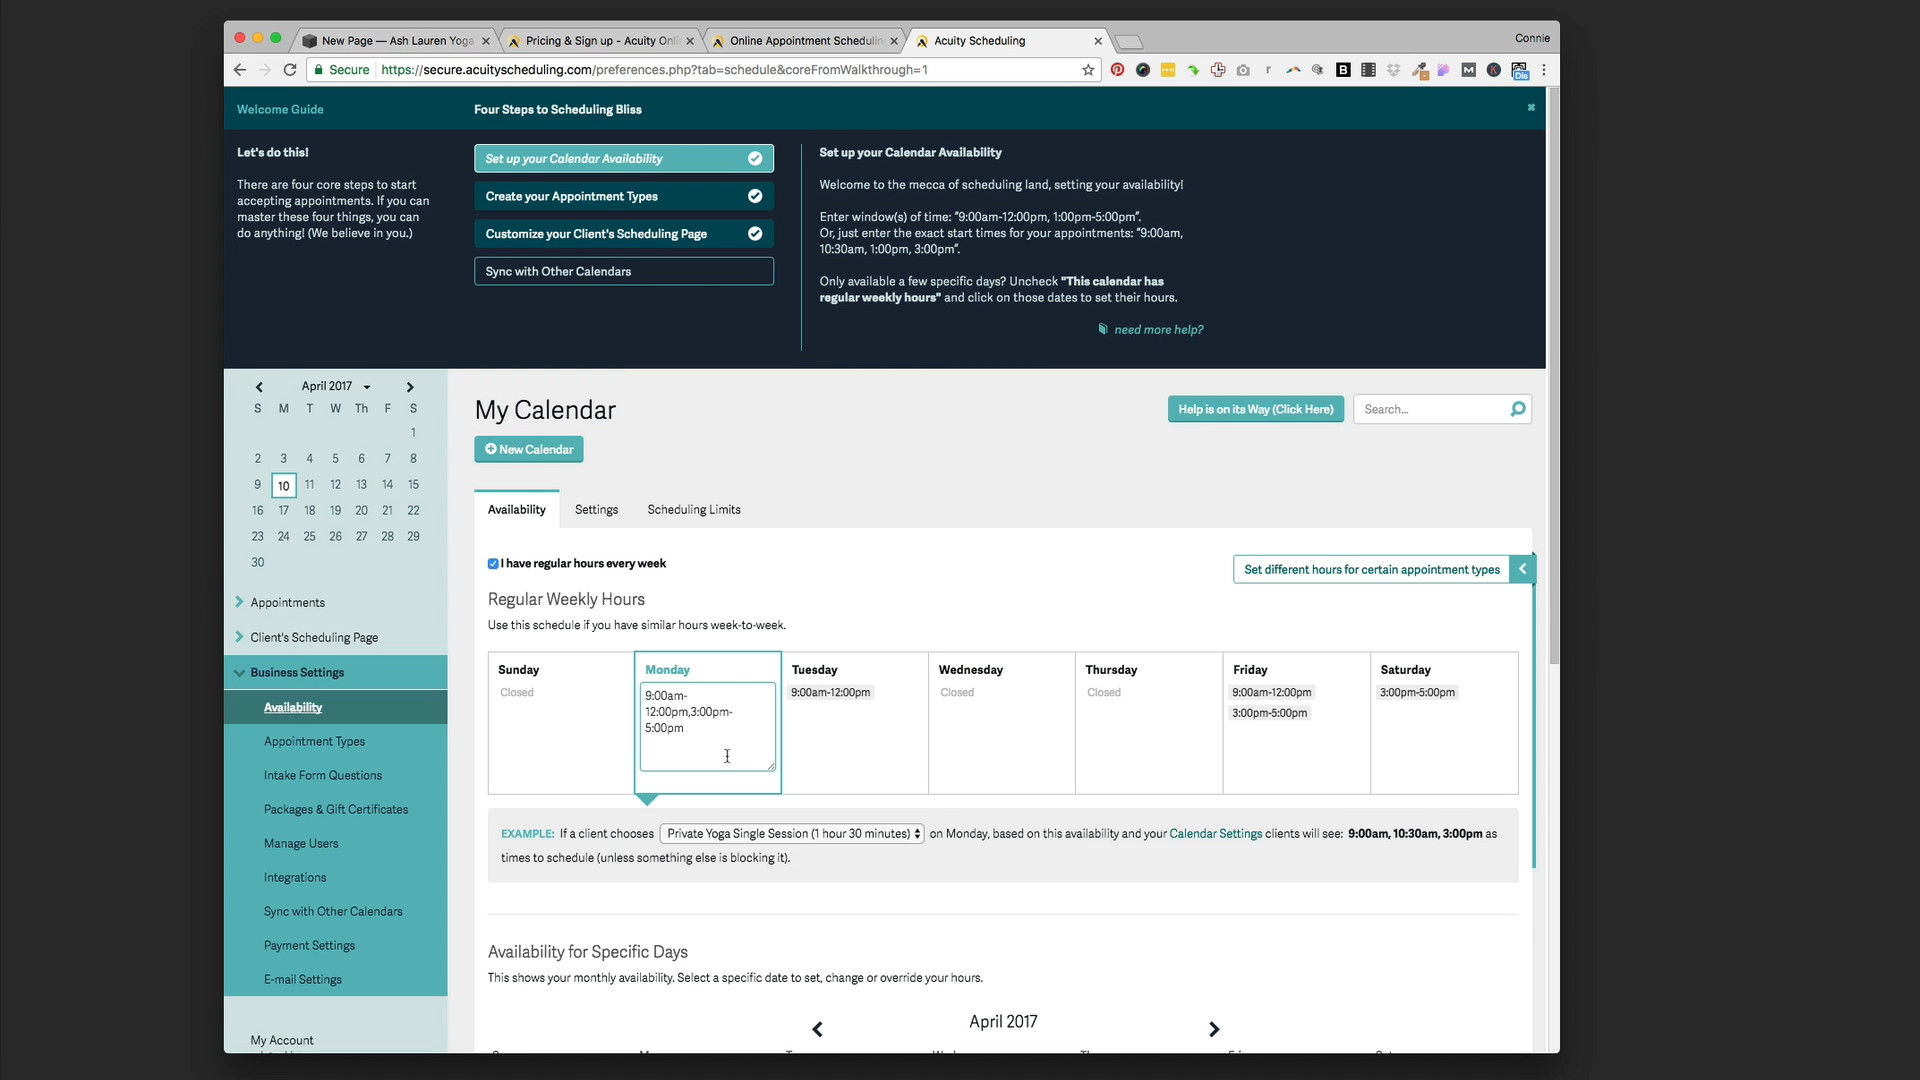 New Page — Ash Lauren Yoga
Pricing & Sign up - Acuity Onli
Online Appointment Schedulin
Acuity Scheduling
Connie
Secure
https://secure.acuityscheduling.com/preferences.php?tab=schedule&coreFromWalkthrough=1
Welcome Guide
Four Steps to Scheduling Bliss
Let's do this!
There are four core steps to start
accepting appointments. If you can
master these four things, you can
do anything! (We believe in you.)
Set up your Calendar Availability
Create your Appointment Types
Customize your Client's Scheduling Page
Sync with Other Calendars
Set up your Calendar Availability
Welcome to the mecca of scheduling land, setting your availability!
Enter window(s) of time: "9:00am-12:00pm, 1:00pm-5:00pm".
Or, just enter the exact start times for your appointments: "9:00am,
10:30am, 1:00pm, 3:00pm".
Only available a few specific days? Uncheck "This calendar has
regular weekly hours" and click on those dates to set their hours.
need more help?
April 2017
S M T W Th F S
1
2 3 4 5 6 7 8
9 10 11 12 13 14 15
16 17 18 19 20 21 22
23 24 25 26 27 28 29
30
Appointments
Client's Scheduling Page
Business Settings
Availability
Appointment Types
Intake Form Questions
Packages & Gift Certificates
Manage Users
Integrations
Sync with Other Calendars
Payment Settings
E-mail Settings
My Account
My Calendar
Help is on its Way (Click Here)
Search...
New Calendar
Availability
Settings
Scheduling Limits
I have regular hours every week
Set different hours for certain appointment types
Regular Weekly Hours
Use this schedule if you have similar hours week-to-week.
Sunday
Closed
Monday
9:00am-
12:00pm,3:00pm-
5:00pm
Tuesday
9:00am-12:00pm
Wednesday
Closed
Thursday
Closed
Friday
9:00am-12:00pm
3:00pm-5:00pm
Saturday
3:00pm-5:00pm
EXAMPLE: If a client chooses Private Yoga Single Session (1 hour 30 minutes) on Monday, based on this availability and your Calendar Settings clients will see: 9:00am, 10:30am, 3:00pm as
times to schedule (unless something else is blocking it).
Availability for Specific Days
This shows your monthly availability. Select a specific date to set, change or override your hours.
April 2017